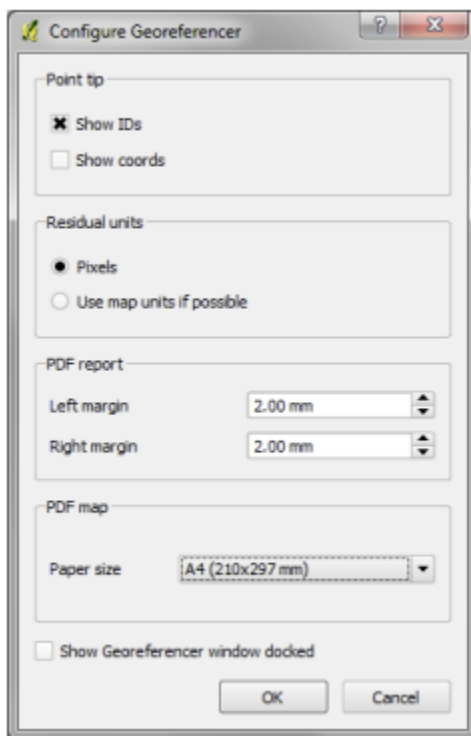 Configure Georeferencer
Point tip
Show IDs
Show coords
Residual units
Pixels
Use map units if possible
PDF report
Left margin 2.00 mm
Right margin 2.00 mm
PDF map
Paper size A4 (210x297 mm)
Show Georeferencer window docked
OK Cancel